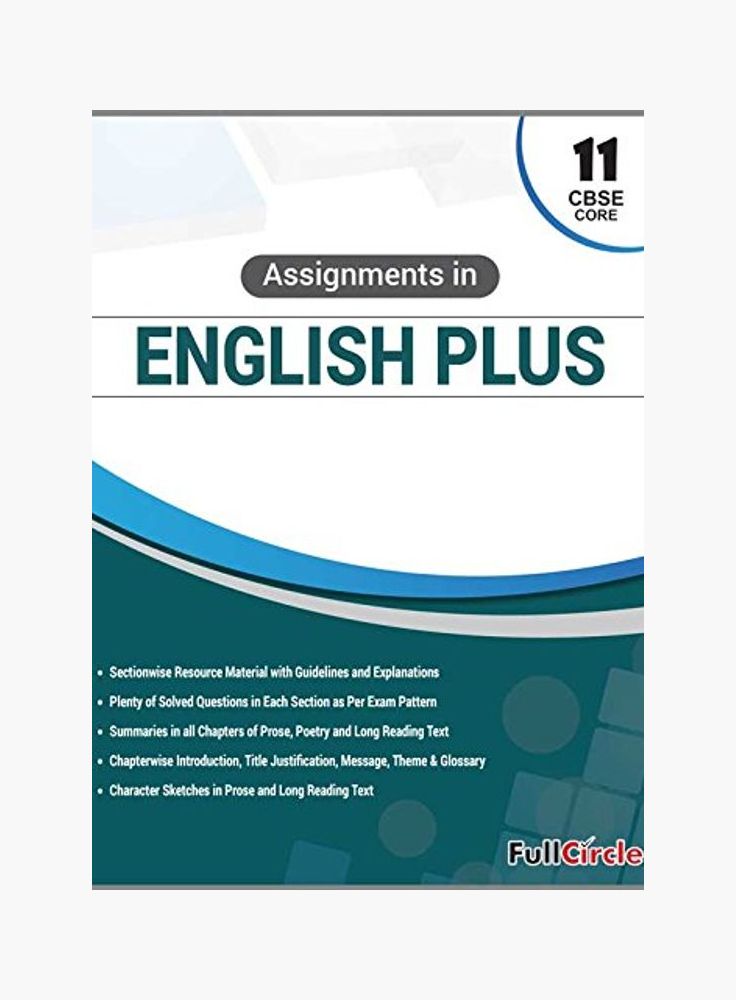 11
CBSE
CORE
Assignments in
ENGLISH PLUS
• Sectionwise Resource Material with Guidelines and Explanations
• Plenty of Solved Questions in Each Section as Per Exam Pattern
• Summaries in all Chapters of Prose, Poetry and Long Reading Text
• Chapterwise Introduction, Title Justification, Message, Theme & Glossary
• Character Sketches in Prose and Long Reading Text
FullCircle